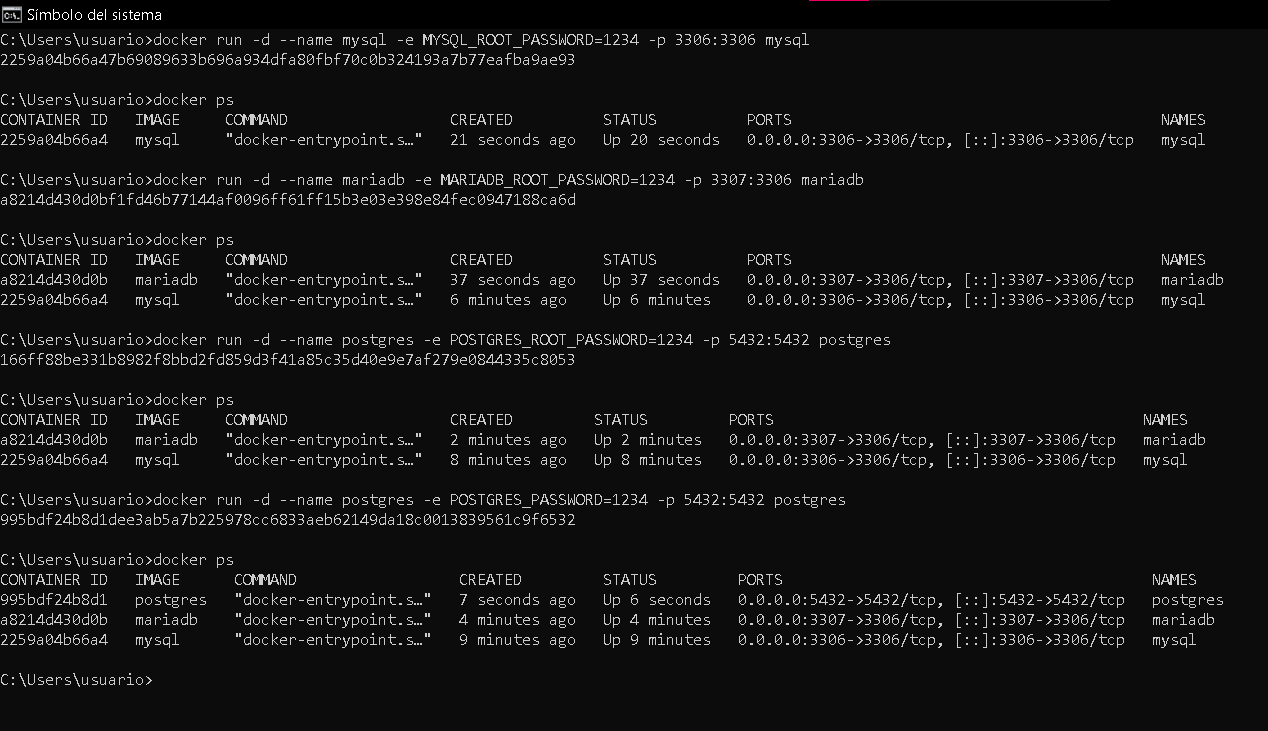 Símbolo del sistema
C:\Users\usuario>docker run -d --name mysql -e MYSQL_ROOT_PASSWORD=1234 -p 3306:3306 mysql
2259a04b66a47b69089633b696a934dfa80fbf70c0b324193a7b77eafba9ae93
C:\Users\usuario>docker ps
CONTAINER ID   IMAGE     COMMAND                  CREATED          STATUS          PORTS                                         NAMES
2259a04b66a4   mysql     "docker-entrypoint.s…"   21 seconds ago   Up 20 seconds   0.0.0.0:3306->3306/tcp, [::]:3306->3306/tcp   mysql
C:\Users\usuario>docker run -d --name mariadb -e MARIADB_ROOT_PASSWORD=1234 -p 3307:3306 mariadb
a8214d430d0bf1fd46b77144af0096ff61ff15b3e03e398e84fec0947188ca6d
C:\Users\usuario>docker ps
CONTAINER ID   IMAGE     COMMAND                  CREATED          STATUS          PORTS                                         NAMES
a8214d430d0b   mariadb   "docker-entrypoint.s…"   37 seconds ago   Up 37 seconds   0.0.0.0:3307->3306/tcp, [::]:3307->3306/tcp   mariadb
2259a04b66a4   mysql     "docker-entrypoint.s…"   6 minutes ago    Up 6 minutes    0.0.0.0:3306->3306/tcp, [::]:3306->3306/tcp   mysql
C:\Users\usuario>docker run -d --name postgres -e POSTGRES_ROOT_PASSWORD=1234 -p 5432:5432 postgres
166ff88be331b8982f8bbd2fd859d3f41a85c35d40e9e7af279e0844335c8053
C:\Users\usuario>docker ps
CONTAINER ID   IMAGE     COMMAND                  CREATED         STATUS         PORTS                                         NAMES
a8214d430d0b   mariadb   "docker-entrypoint.s…"   2 minutes ago   Up 2 minutes   0.0.0.0:3307->3306/tcp, [::]:3307->3306/tcp   mariadb
2259a04b66a4   mysql     "docker-entrypoint.s…"   8 minutes ago   Up 8 minutes   0.0.0.0:3306->3306/tcp, [::]:3306->3306/tcp   mysql
C:\Users\usuario>docker run -d --name postgres -e POSTGRES_PASSWORD=1234 -p 5432:5432 postgres
995bdf24b8d1dee3ab5a7b225978cc6833aeb62149da18c0013839561c9f6532
C:\Users\usuario>docker ps
CONTAINER ID   IMAGE      COMMAND                  CREATED         STATUS         PORTS                                         NAMES
995bdf24b8d1   postgres   "docker-entrypoint.s…"   7 seconds ago   Up 6 seconds   0.0.0.0:5432->5432/tcp, [::]:5432->5432/tcp   postgres
a8214d430d0b   mariadb    "docker-entrypoint.s…"   4 minutes ago   Up 4 minutes   0.0.0.0:3307->3306/tcp, [::]:3307->3306/tcp   mariadb
2259a04b66a4   mysql      "docker-entrypoint.s…"   9 minutes ago   Up 9 minutes   0.0.0.0:3306->3306/tcp, [::]:3306->3306/tcp   mysql
C:\Users\usuario>